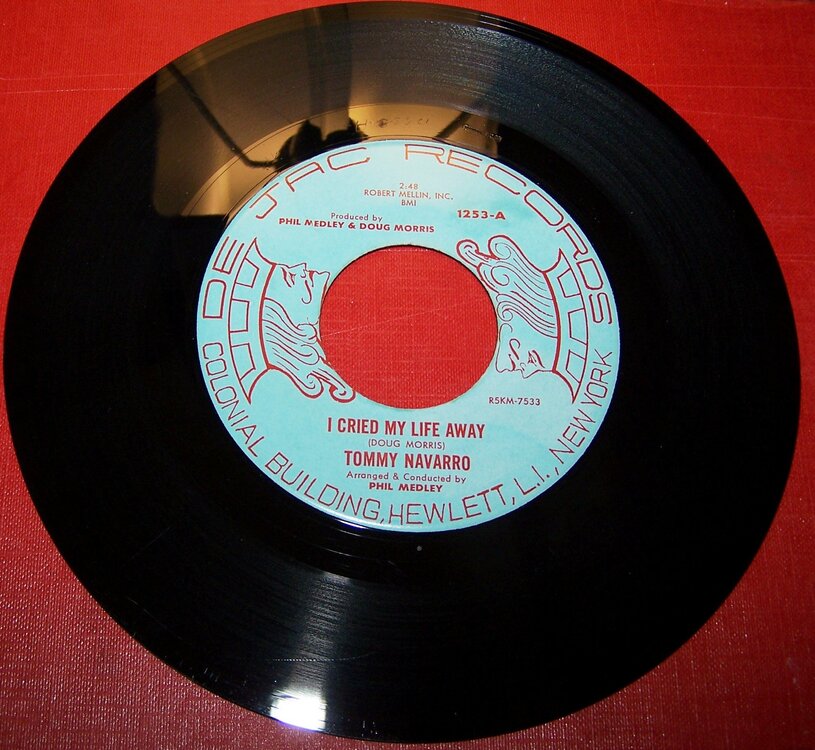 DE JAC RECORDS
2:48
ROBERT MELLIN, INC.
BMI
1253-A
Produced by
PHIL MEDLEY & DOUG MORRIS
R5KM-7533
I CRIED MY LIFE AWAY
(DOUG MORRIS)
TOMMY NAVARRO
Arranged & Conducted by
PHIL MEDLEY
COLONIAL BUILDING, HEWLETT, L.I., NEW YORK